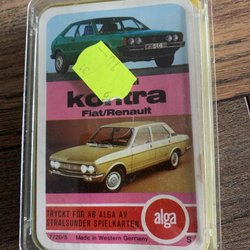 kontra
Fiat/Renault
TRYCKT FÖR AB ALGA AV
STRALSUNDER SPIELKARTEN
alga
Made in Western Germany
S